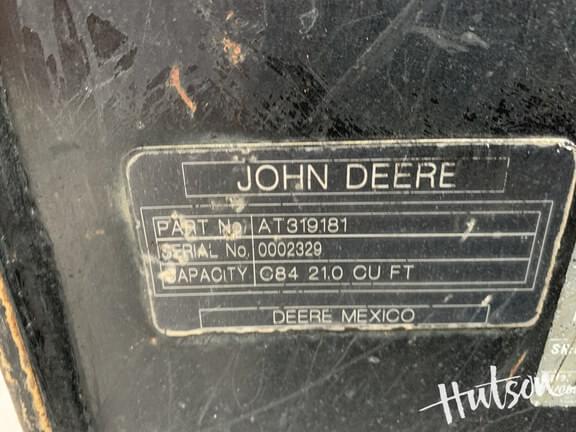 JOHN DEERE
PART No. AT319181
SERIAL No. 0002329
CAPACITY C84 21.0 CU FT
DEERE MEXICO
Hutson